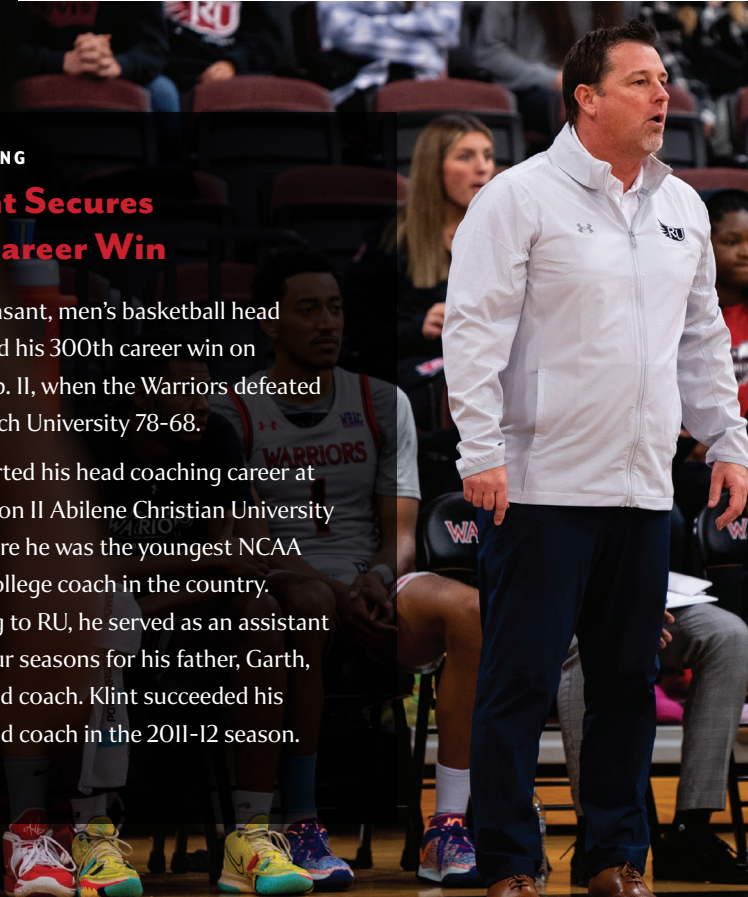 RU
NG
t Secures
areer Win
sant, men’s basketball head
d his 300th career win on
o. 11, when the Warriors defeated
ch University 78-68.
rted his head coaching career at
on II Abilene Christian University
re he was the youngest NCAA
ollege coach in the country.
g to RU, he served as an assistant
ur seasons for his father, Garth,
d coach. Klint succeeded his
d coach in the 2011-12 season.
RU
WAC
WARRIORS
1
WARRIO
WA
W